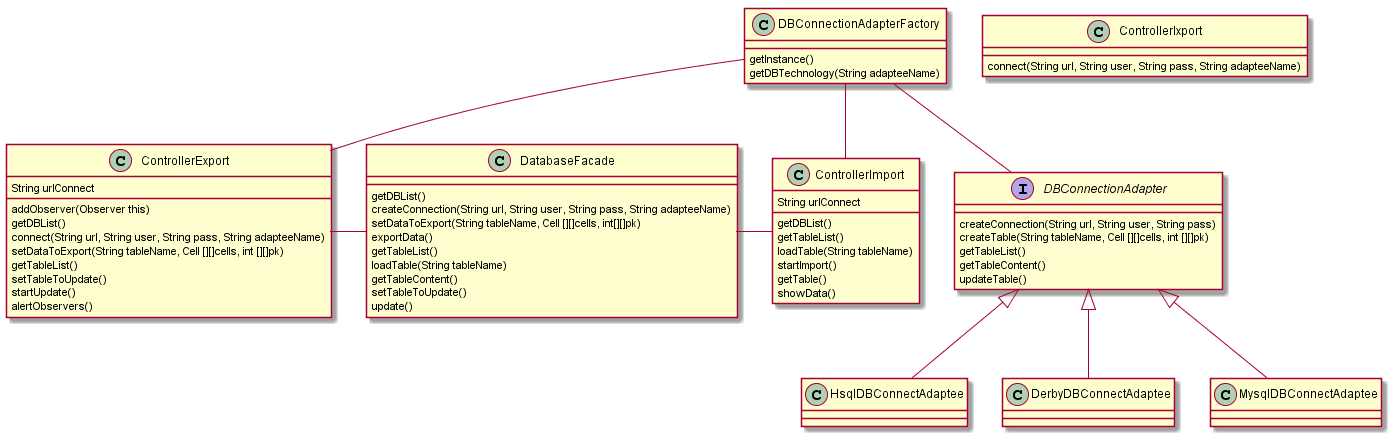 C DBConnectionAdapterFactory
getInstance()
getDBTechnology(String adapteeName)
C ControllerIxport
connect(String url, String user, String pass, String adapteeName)
C ControllerExport
String urlConnect
addObserver(Observer this)
getDBList()
connect(String url, String user, String pass, String adapteeName)
setDataToExport(String tableName, Cell [][]cells, int [][]pk)
getTableList()
setTableToUpdate()
startUpdate()
alertObservers()
C DatabaseFacade
getDBList()
createConnection(String url, String user, String pass, String adapteeName)
setDataToExport(String tableName, Cell [][]cells, int[][]pk)
exportData()
getTableList()
loadTable(String tableName)
getTableContent()
setTableToUpdate()
update()
C ControllerImport
String urlConnect
getDBList()
getTableList()
loadTable(String tableName)
startImport()
getTable()
showData()
I DBConnectionAdapter
createConnection(String url, String user, String pass)
createTable(String tableName, Cell [][]cells, int [][]pk)
getTableList()
getTableContent()
updateTable()
C HsqlDBConnectAdaptee
C DerbyDBConnectAdaptee
C MysqlDBConnectAdaptee